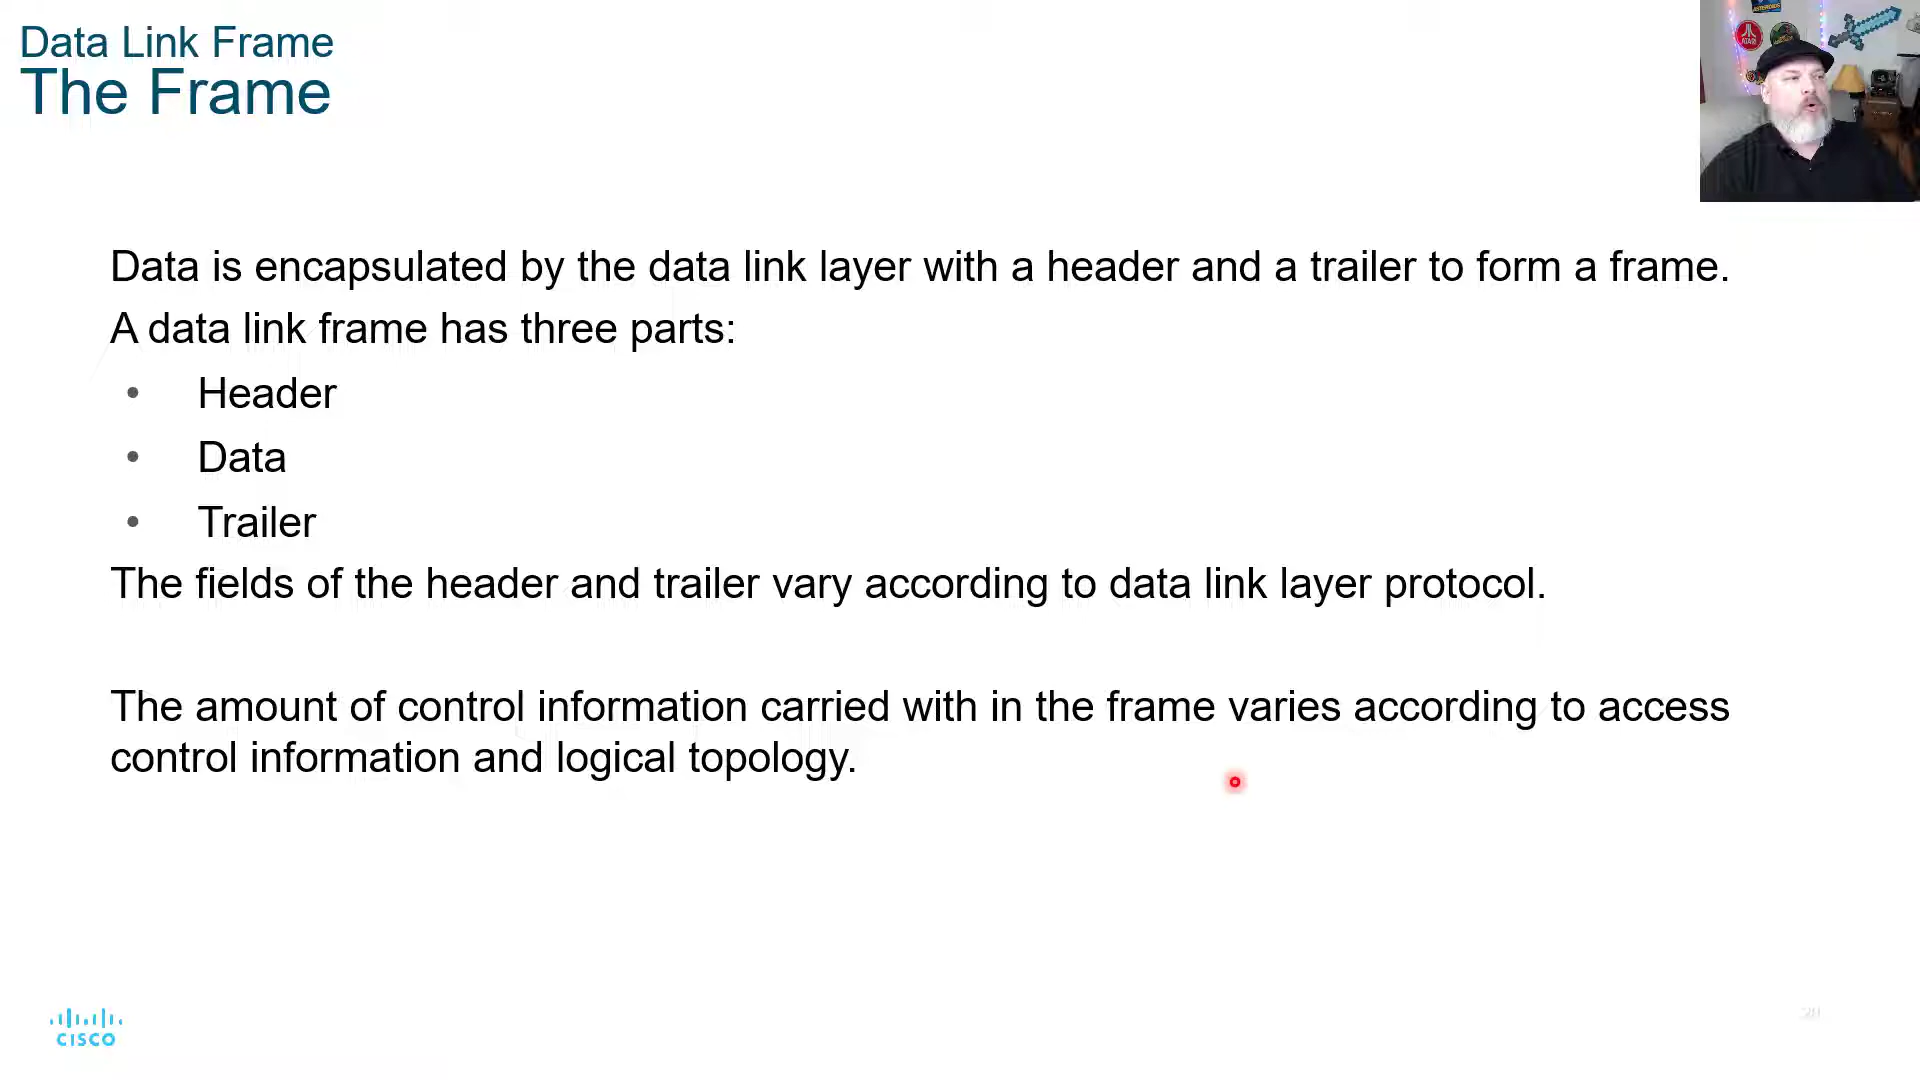 Data Link Frame
The Frame
Data is encapsulated by the data link layer with a header and a trailer to form a frame.
A data link frame has three parts:
• Header
• Data
• Trailer
The fields of the header and trailer vary according to data link layer protocol.
The amount of control information carried with in the frame varies according to access
control information and logical topology.
CISCO